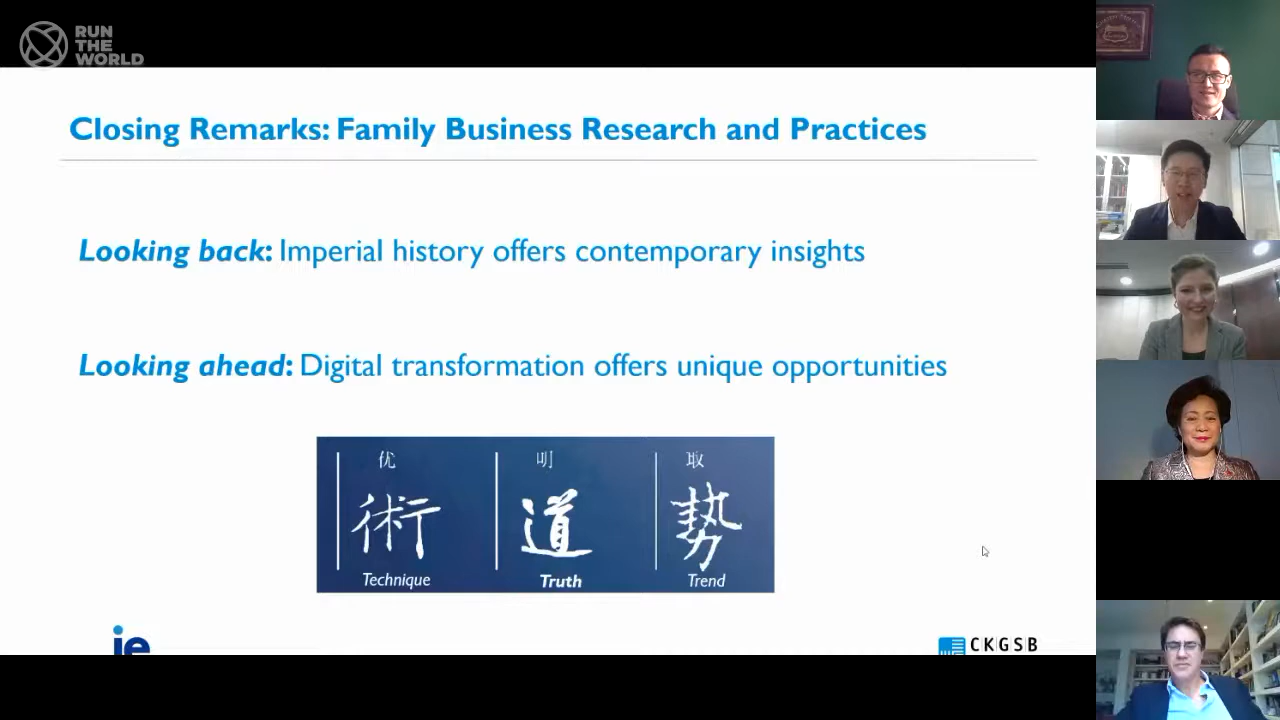 RUN
THE
WORLD
Closing Remarks: Family Business Research and Practices
Looking back: Imperial history offers contemporary insights
Looking ahead: Digital transformation offers unique opportunities
优 明 取
術 道 势
Technique Truth Trend
ie CKGSB